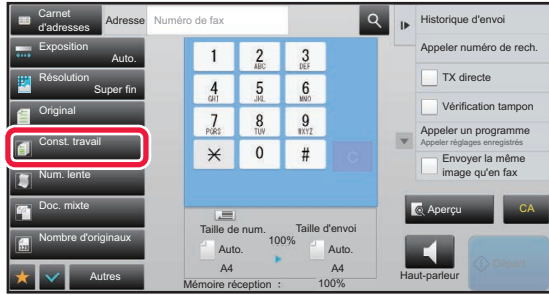 Carnet d'adresses
Adresse
Numéro de fax
Exposition
Auto.
Résolution
Super fin
Original
Const. travail
Num. lente
Doc. mixte
Nombre d'originaux
Autres
1
2
ABC
3
DEF
4
GHI
5
JKL
6
MNO
7
PQRS
8
TUV
9
WXYZ
0
#
C
Taille de num.
Taille d'envoi
100%
Auto.
Auto.
A4
A4
Mémoire réception : 100%
Historique d'envoi
Appeler numéro de rech.
TX directe
Vérification tampon
Appeler un programme
Appeler réglages enregistrés
Envoyer la même
image qu'en fax
Aperçu
CA
Haut-parleur
Départ